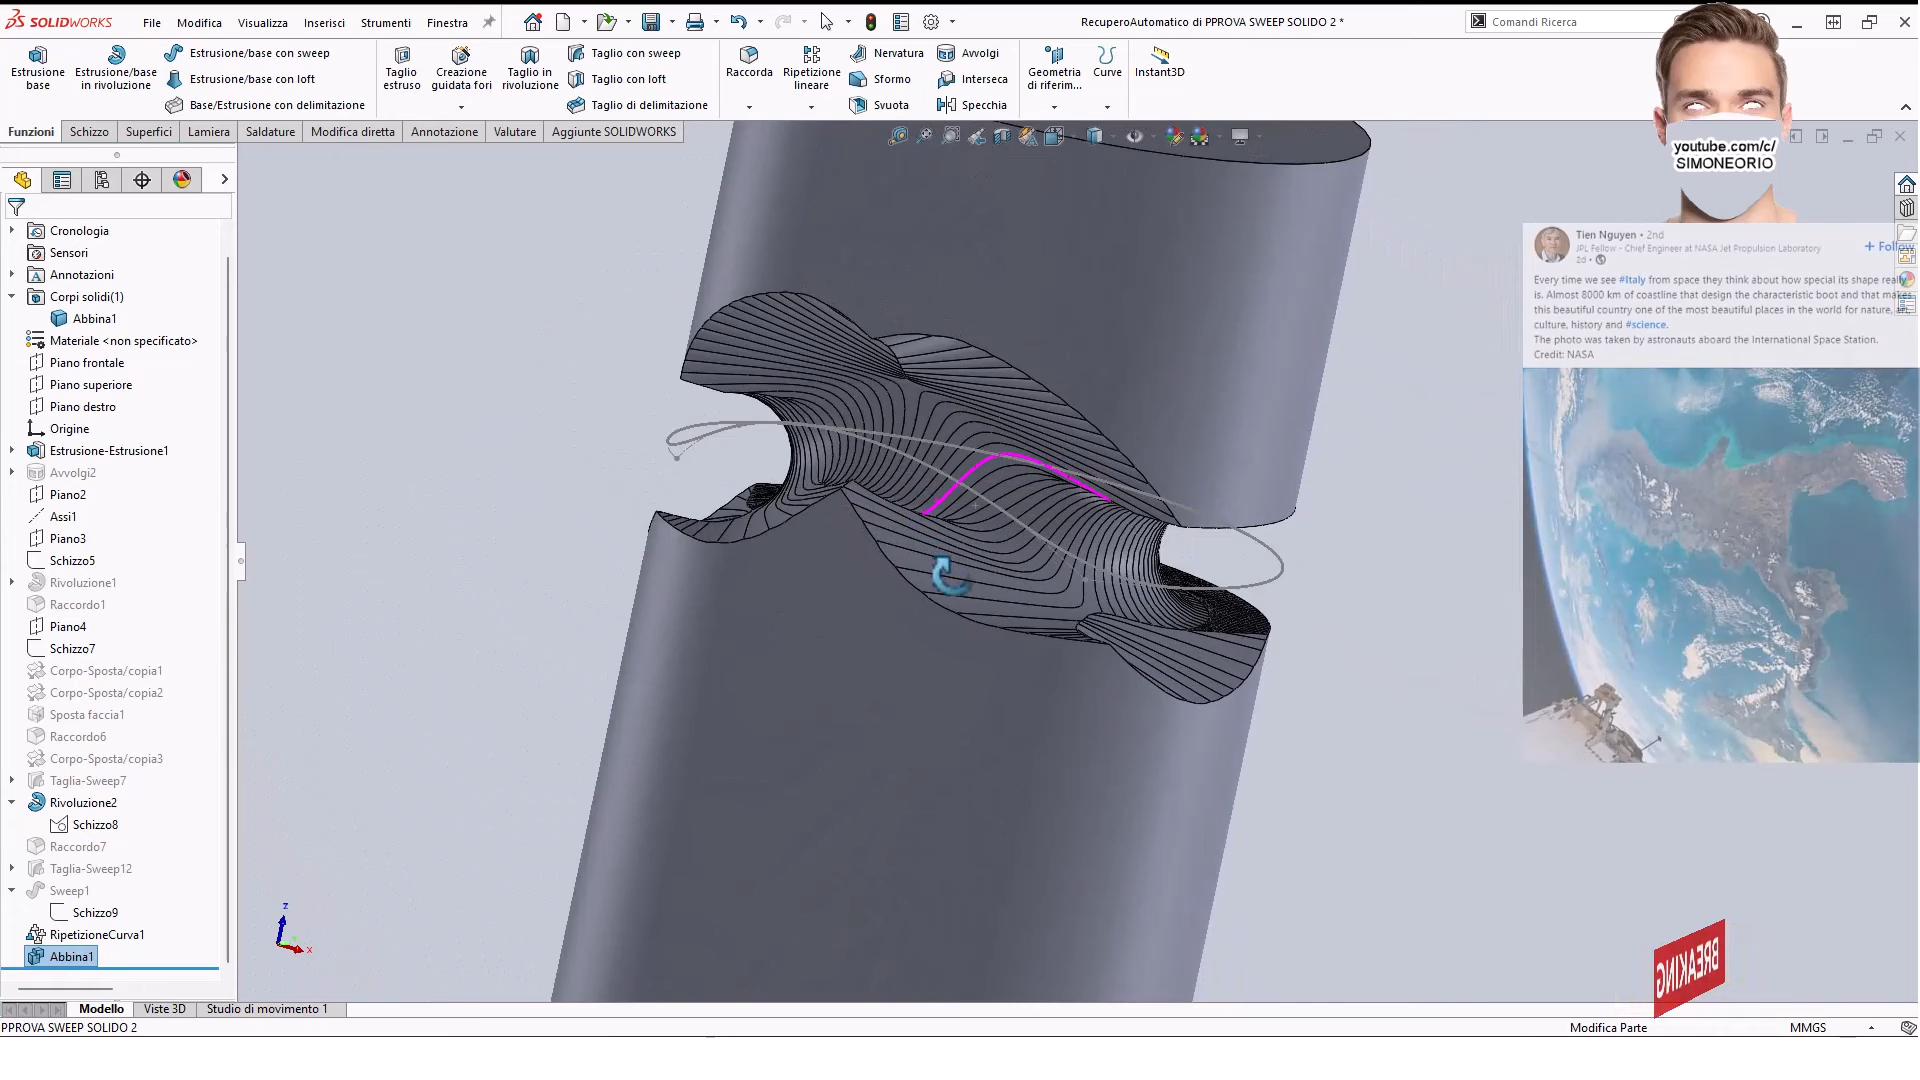 SOLIDWORKS
File
Modifica
Visualizza
Inserisci
Strumenti
Finestra
RecuperoAutomatico di PPROVA SWEEP SOLIDO 2 *
Comandi Ricerca
Estrusione
base
Estrusione/base
in rivoluzione
Estrusione/base con sweep
Estrusione/base con loft
Base/Estrusione con delimitazione
Taglio
estruso
Creazione
guidata fori
Taglio in
rivoluzione
Taglio con sweep
Taglio con loft
Taglio di delimitazione
Raccorda
Ripetizione
lineare
Nervatura
Sformo
Svuota
Avvolgi
Interseca
Specchia
Geometria
di riferim...
Curve
Instant3D
Funzioni
Schizzo
Superfici
Lamiera
Saldature
Modifica diretta
Annotazione
Valutare
Aggiunte SOLIDWORKS
youtube.com/c/
SIMONEORIO
Cronologia
Sensori
Annotazioni
Corpi solidi(1)
Abbina1
Materiale <non specificato>
Piano frontale
Piano superiore
Piano destro
Origine
Estrusione-Estrusione1
Avvolgi2
Piano2
Assi1
Piano3
Schizzo5
Rivoluzione1
Raccordo1
Piano4
Schizzo7
Corpo-Sposta/copia1
Corpo-Sposta/copia2
Sposta faccia1
Raccordo6
Corpo-Sposta/copia3
Taglia-Sweep7
Rivoluzione2
Schizzo8
Raccordo7
Taglia-Sweep12
Sweep1
Schizzo9
RipetizioneCurva1
Abbina1
Tien Nguyen • 2nd
JPL Fellow - Chief Engineer at NASA Jet Propulsion Laboratory
2d •
+ Follow
Every time we see #Italy from space they think about how special its shape really
is. Almost 8000 km of coastline that design the characteristic boot and that makes
this beautiful country one of the most beautiful places in the world for nature, art,
culture, history and #science.
The photo was taken by astronauts aboard the International Space Station.
Credit: NASA
z
x
BREAKING
Modello
Viste 3D
Studio di movimento 1
PPROVA SWEEP SOLIDO 2
Modifica Parte
MMGS